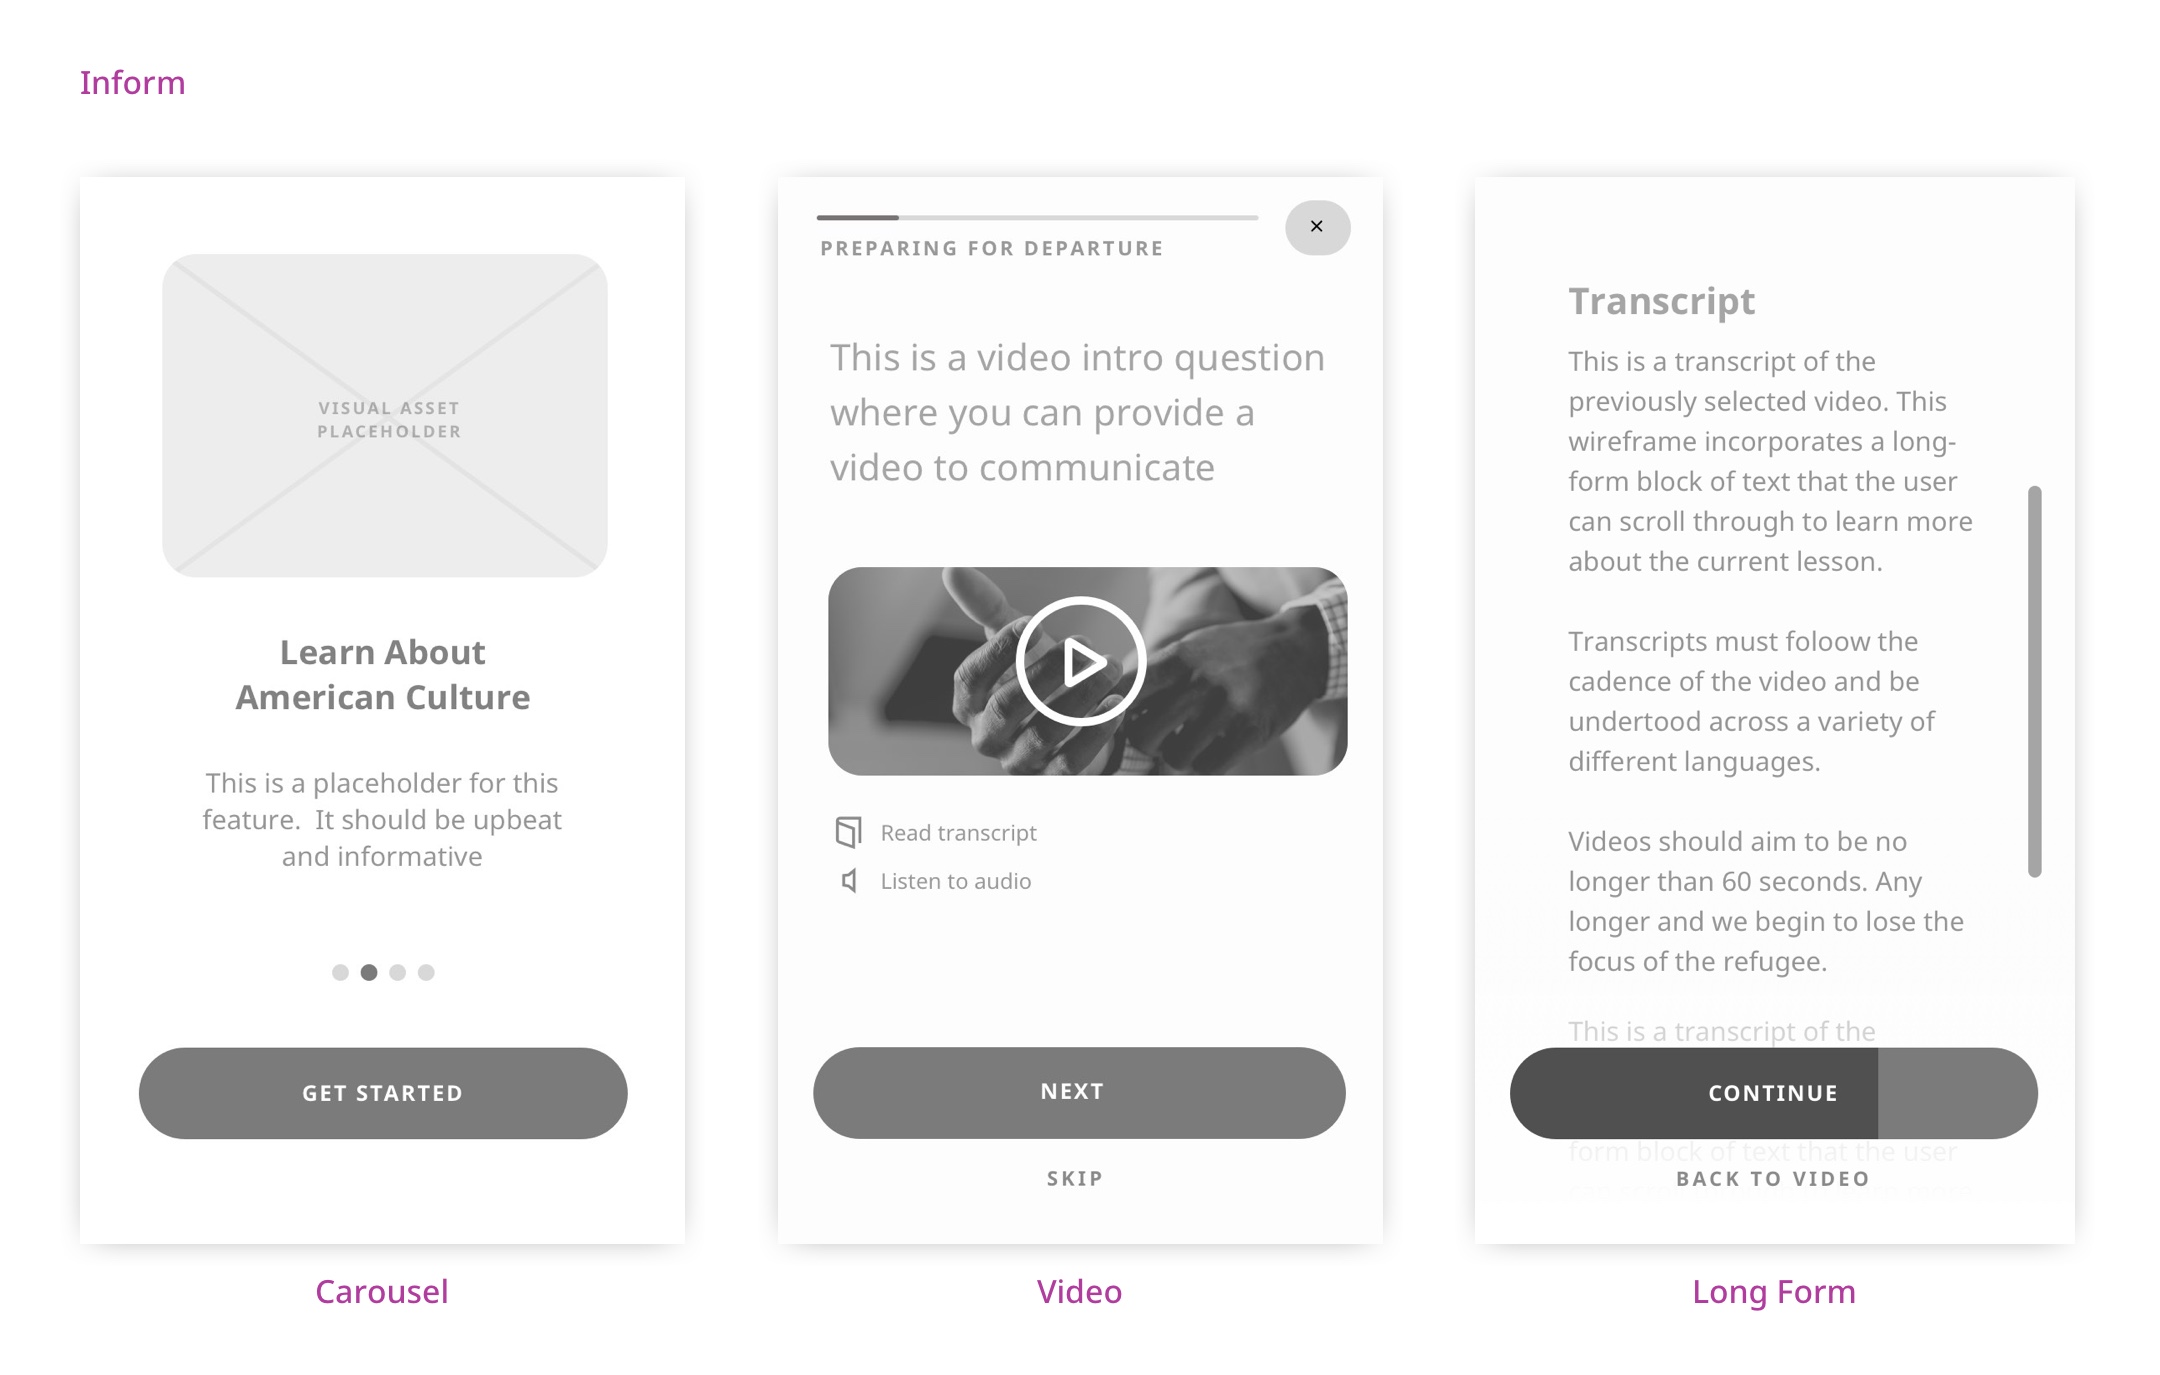 Inform
VISUAL ASSET
PLACEHOLDER
Learn About
American Culture
This is a placeholder for this
feature.  It should be upbeat
and informative
GET STARTED
Carousel
×
PREPARING FOR DEPARTURE
This is a video intro question
where you can provide a
video to communicate
Read transcript
Listen to audio
NEXT
SKIP
Video
Transcript
This is a transcript of the
previously selected video. This
wireframe incorporates a long-
form block of text that the user
can scroll through to learn more
about the current lesson.
Transcripts must foloow the
cadence of the video and be
undertood across a variety of
different languages.
Videos should aim to be no
longer than 60 seconds. Any
longer and we begin to lose the
focus of the refugee.
This is a transcript of the
CONTINUE
form block of text that the user
BACK TO VIDEO
Long Form